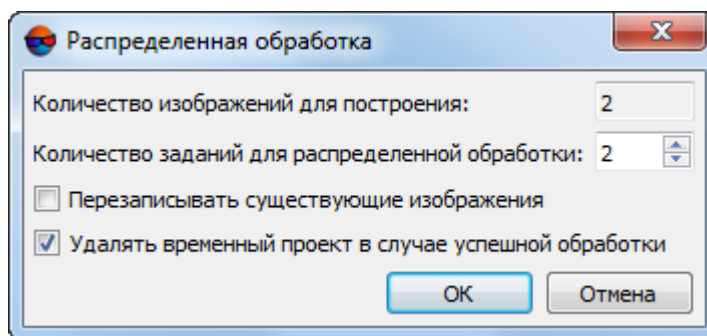 Распределенная обработка
Количество изображений для построения: 2
Количество заданий для распределенной обработки: 2
Перезаписывать существующие изображения
Удалять временный проект в случае успешной обработки
ОК Отмена